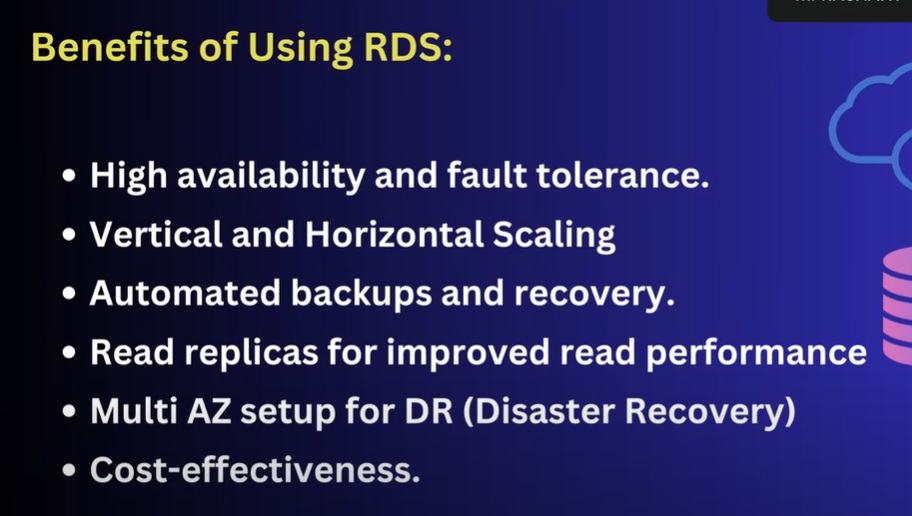 Benefits of Using RDS:
• High availability and fault tolerance.
• Vertical and Horizontal Scaling
• Automated backups and recovery.
• Read replicas for improved read performance
• Multi AZ setup for DR (Disaster Recovery)
• Cost-effectiveness.